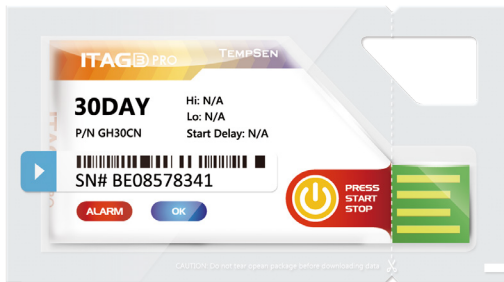 ITAG3 PRO
TEMPSEN
30DAY
Hi: N/A
Lo: N/A
P/N GH30CN
Start Delay: N/A
SN# BE08578341
ALARM
OK
PRESS
START
STOP
CAUTION: Do not tear open package before downloading data